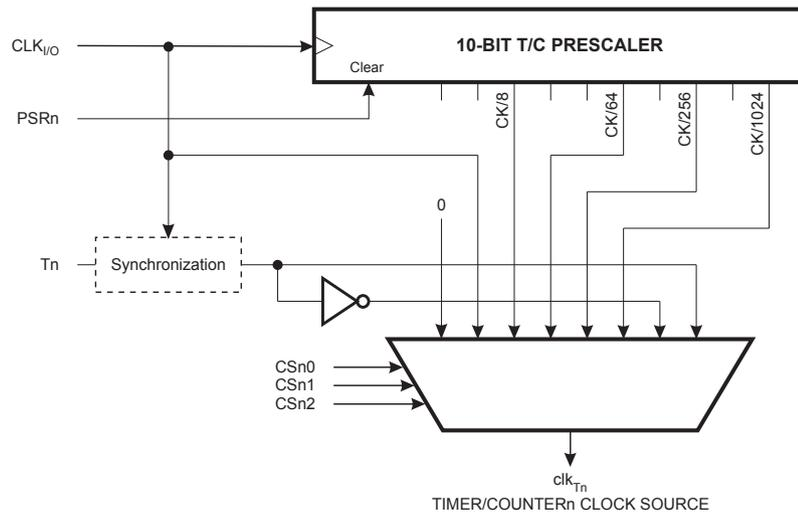 CLK I/O
10-BIT T/C PRESCALER
Clear
PSRn
CK/8
CK/64
CK/256
CK/1024
0
Tn
Synchronization
CSn0
CSn1
CSn2
clk Tn
TIMER/COUNTERn CLOCK SOURCE